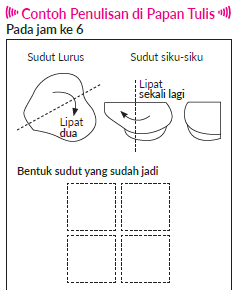 Contoh Penulisan di Papan Tulis
Pada jam ke 6
Sudut Lurus
Sudut siku-siku
Lipat
dua
Lipat
sekali lagi
Bentuk sudut yang sudah jadi